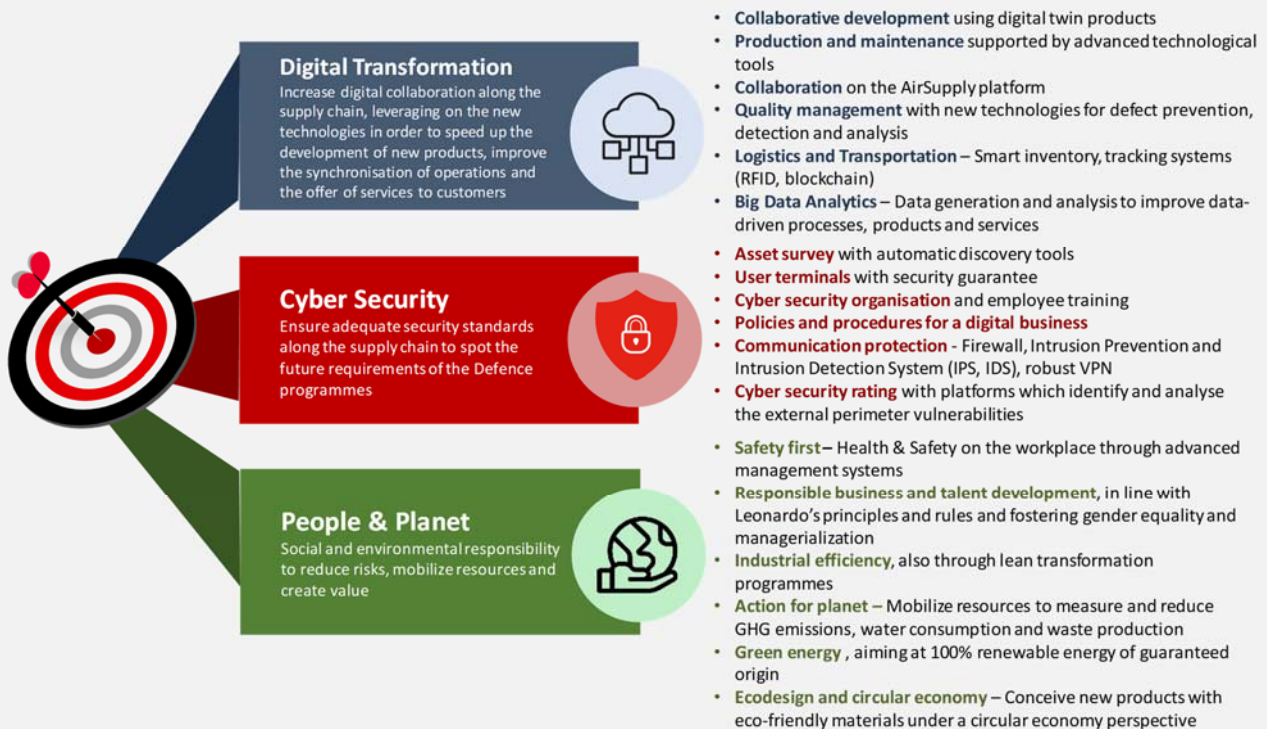 Digital Transformation
Increase digital collaboration along the
supply chain, leveraging on the new
technologies in order to speed up the
development of new products, improve
the synchronisation of operations and
the offer of services to customers
• Collaborative development using digital twin products
• Production and maintenance supported by advanced technological
tools
• Collaboration on the AirSupply platform
• Quality management with new technologies for defect prevention,
detection and analysis
• Logistics and Transportation – Smart inventory, tracking systems
(RFID, blockchain)
• Big Data Analytics – Data generation and analysis to improve data-
driven processes, products and services
Cyber Security
Ensure adequate security standards
along the supply chain to spot the
future requirements of the Defence
programmes
• Asset survey with automatic discovery tools
• User terminals with security guarantee
• Cyber security organisation and employee training
• Policies and procedures for a digital business
• Communication protection - Firewall, Intrusion Prevention and
Intrusion Detection System (IPS, IDS), robust VPN
• Cyber security rating with platforms which identify and analyse
the external perimeter vulnerabilities
People & Planet
Social and environmental responsibility
to reduce risks, mobilize resources and
create value
• Safety first – Health & Safety on the workplace through advanced
management systems
• Responsible business and talent development, in line with
Leonardo's principles and rules and fostering gender equality and
managerialization
• Industrial efficiency, also through lean transformation
programmes
• Action for planet – Mobilize resources to measure and reduce
GHG emissions, water consumption and waste production
• Green energy , aiming at 100% renewable energy of guaranteed
origin
• Ecodesign and circular economy – Conceive new products with
eco-friendly materials under a circular economy perspective